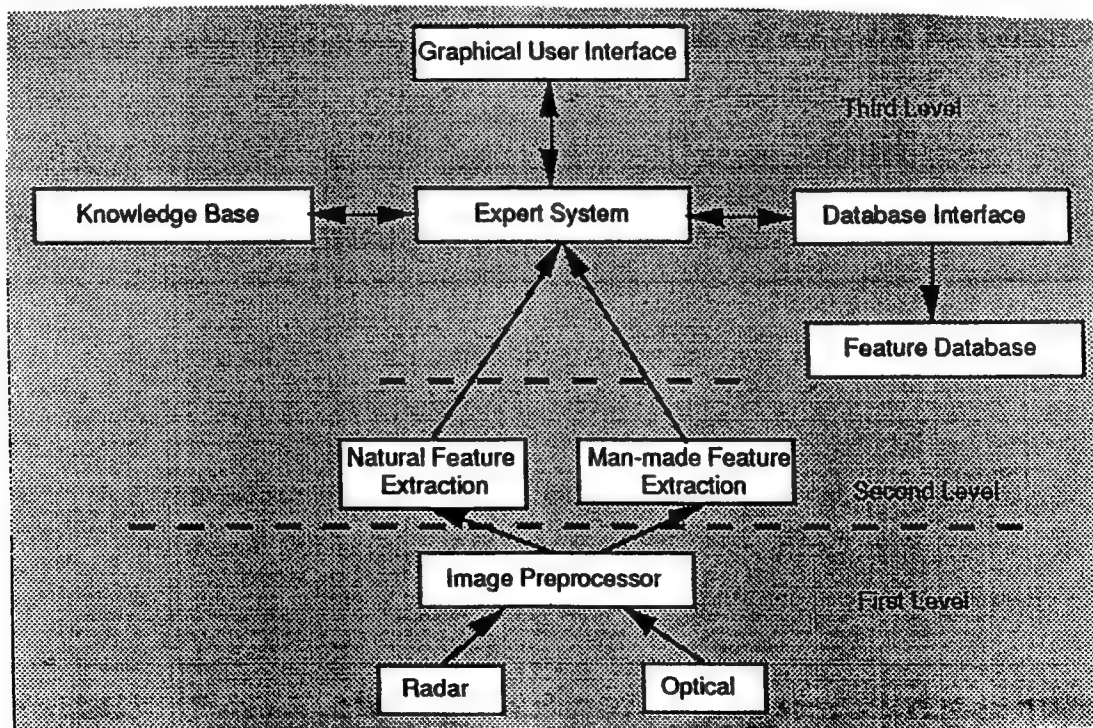 Graphical User Interface
Third Level
Knowledge Base
Expert System
Database Interface
Feature Database
Natural Feature
Extraction
Man-made Feature
Extraction
Second Level
Image Preprocessor
First Level
Radar
Optical